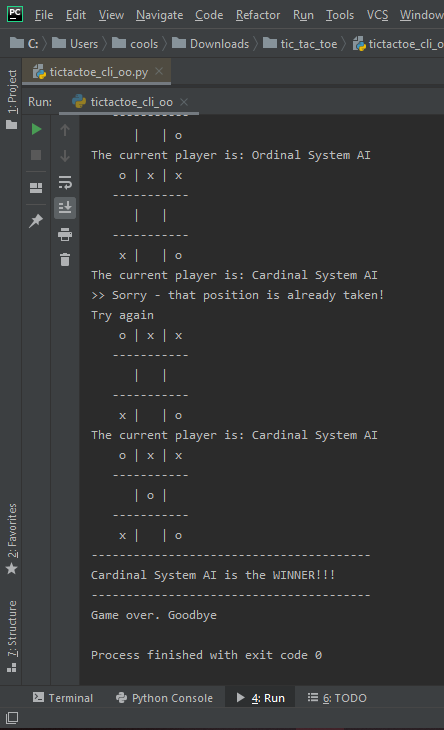 PC File Edit View Navigate Code Refactor Run Tools VCS Window
C: Users cools Downloads tic_tac_toe tictactoe_cli_o
tictactoe_cli_oo.py
1: Project
Run: tictactoe_cli_oo
-----------
| | o
The current player is: Ordinal System AI
o | x | x
-----------
| |
-----------
x | | o
The current player is: Cardinal System AI
>> Sorry - that position is already taken!
Try again
o | x | x
-----------
| |
-----------
x | | o
The current player is: Cardinal System AI
o | x | x
-----------
| o |
-----------
x | | o
----------------------------------------
Cardinal System AI is the WINNER!!!
----------------------------------------
Game over. Goodbye
Process finished with exit code 0
2: Favorites
7: Structure
Terminal Python Console 4: Run 6: TODO